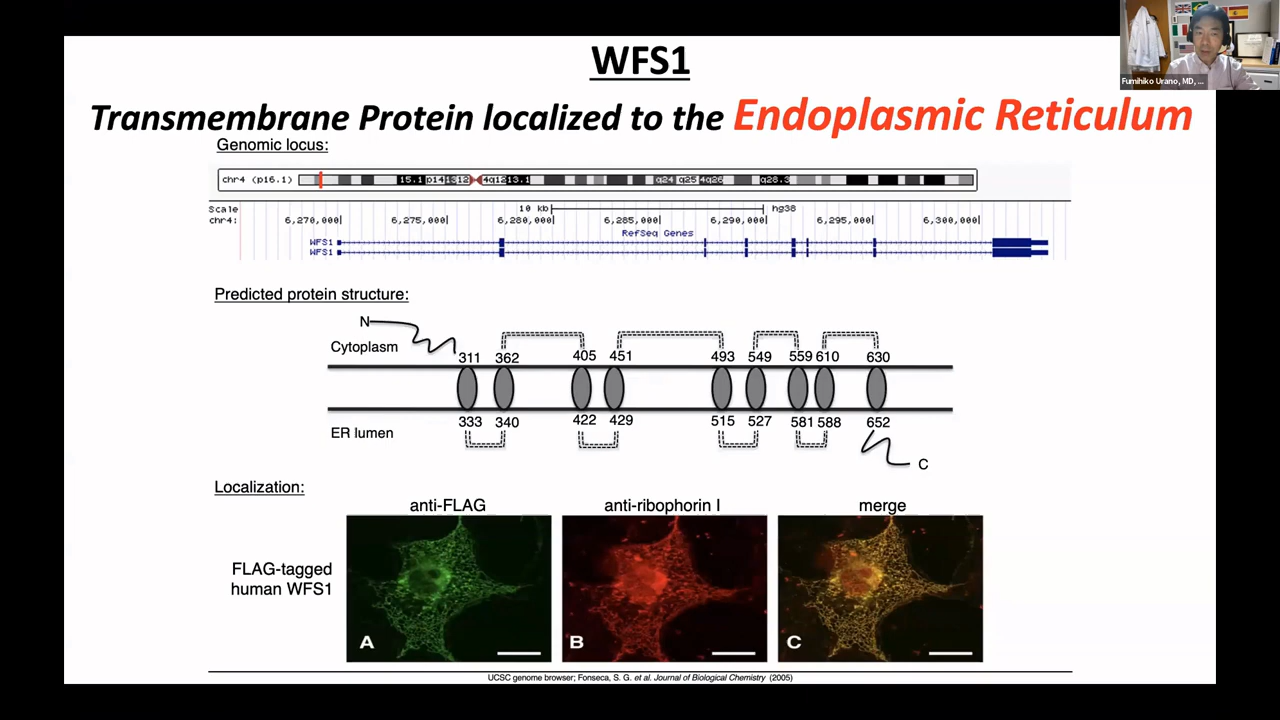 WFS1
Transmembrane Protein localized to the Endoplasmic Reticulum
Fumihiko Urano, MD, ...
Genomic locus:
chr4 (p16.1) 15.1 p14 13 12 4q12 13.1 q24 q25 4q26 q28.3
Scale 10 kb hg38
chr4: 6,270,000 6,275,000 6,280,000 6,285,000 6,290,000 6,295,000 6,300,000
RefSeq Genes
WFS1
WFS1
Predicted protein structure:
N
Cytoplasm
311 362 405 451 493 549 559 610 630
333 340 422 429 515 527 581 588 652
ER lumen
C
Localization:
anti-FLAG anti-ribophorin I merge
FLAG-tagged
human WFS1
A B C
UCSC genome browser; Fonseca, S. G. et al. Journal of Biological Chemistry (2005)